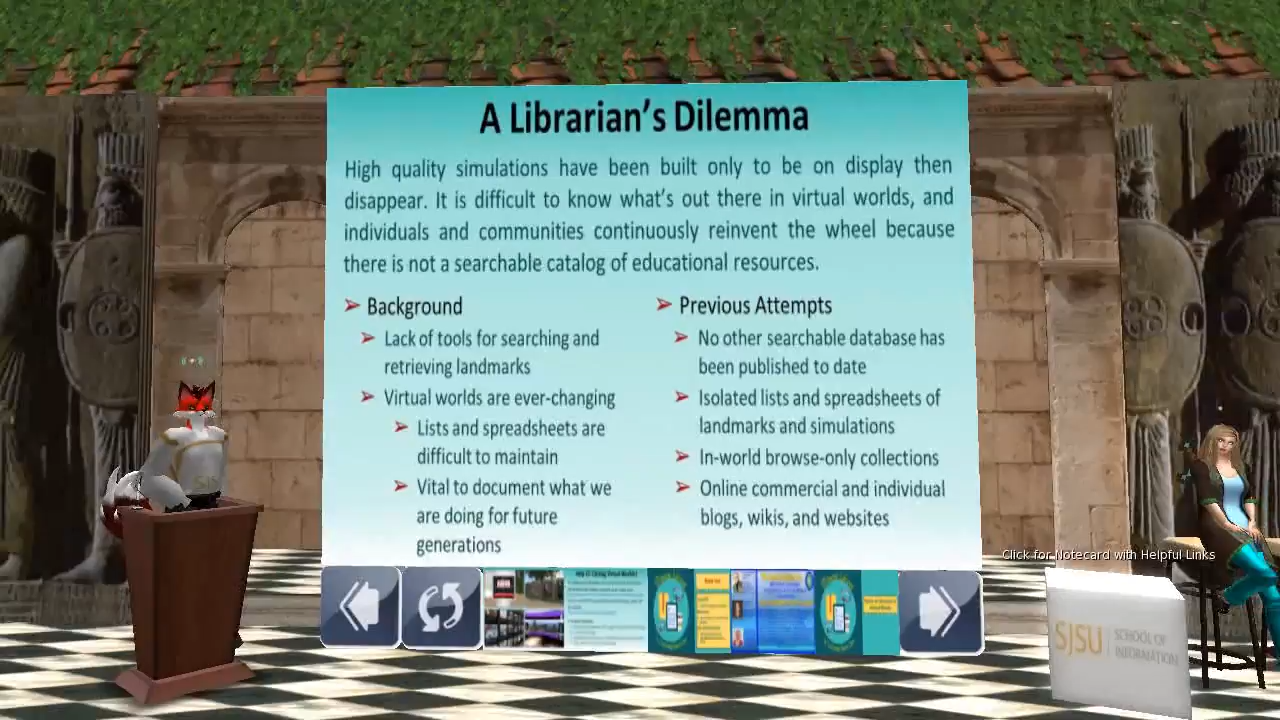 A Librarian's Dilemma
High quality simulations have been built only to be on display then
disappear. It is difficult to know what's out there in virtual worlds, and
individuals and communities continuously reinvent the wheel because
there is not a searchable catalog of educational resources.
➢ Background
➢ Lack of tools for searching and
retrieving landmarks
➢ Virtual worlds are ever-changing
➢ Lists and spreadsheets are
difficult to maintain
➢ Vital to document what we
are doing for future
generations
➢ Previous Attempts
➢ No other searchable database has
been published to date
➢ Isolated lists and spreadsheets of
landmarks and simulations
➢ In-world browse-only collections
➢ Online commercial and individual
blogs, wikis, and websites
Click for Notecard with Helpful Links
SJSU | SCHOOL OF
INFORMATION